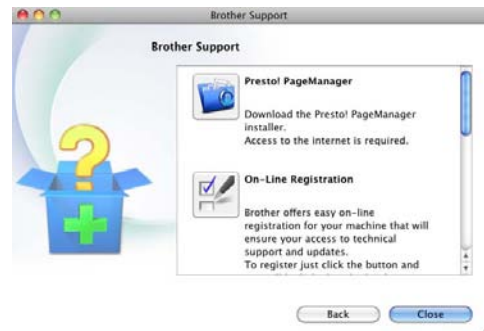 Brother Support
Brother Support
Presto! PageManager
Download the Presto! PageManager
installer.
Access to the internet is required.
On-Line Registration
Brother offers easy on-line
registration for your machine that will
ensure your access to technical
support and updates.
To register just click the button and
Back
Close